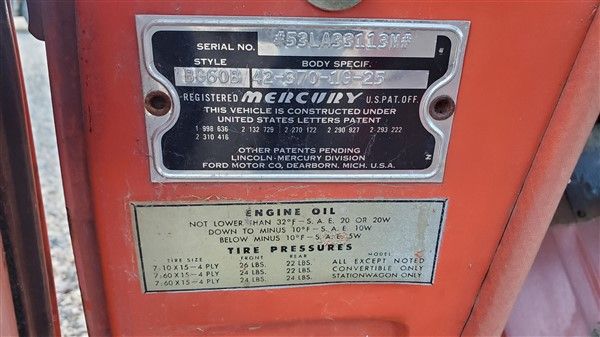 SERIAL NO. *53LA33113M*
STYLE BODY SPECIF.
42-370-1G-25
REGISTERED MERCURY U.S. PAT. OFF.
THIS VEHICLE IS CONSTRUCTED UNDER
UNITED STATES LETTERS PATENT
1 998 636 2 132 729 2 270 122 2 290 927 2 293 222
2 310 416
OTHER PATENTS PENDING
LINCOLN-MERCURY DIVISION
FORD MOTOR CO, DEARBORN, MICH. U.S.A.
ENGINE OIL
NOT LOWER THAN 32°F-S.A.E. 20 OR 20W
DOWN TO MINUS 10°F-S.A.E. 10W
BELOW MINUS 10°F-S.A.E. 5W
TIRE PRESSURES
TIRE SIZE FRONT REAR MODEL
7.10X15-4 PLY 26 LBS. 22 LBS. ALL EXCEPT NOTED
7.60X15-4 PLY 24 LBS. 22 LBS. CONVERTIBLE ONLY
7.60X15-4 PLY 24 LBS. 24 LBS. STATIONWAGON ONLY